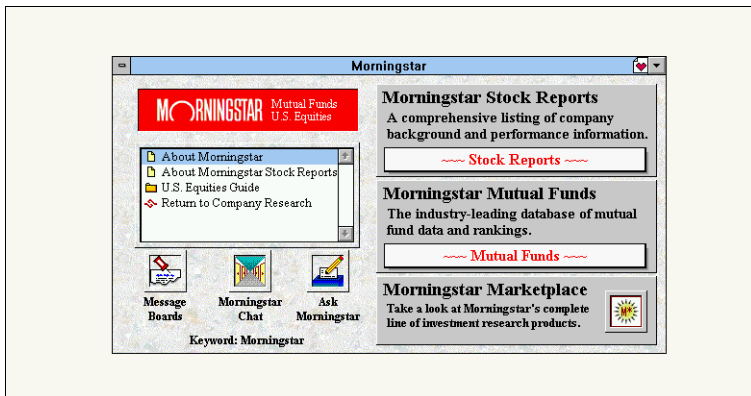 Morningstar
MORNINGSTAR Mutual Funds
U.S. Equities
About Morningstar
About Morningstar Stock Reports
U.S. Equities Guide
Return to Company Research
Message
Boards
Morningstar
Chat
Ask
Morningstar
Keyword: Morningstar
Morningstar Stock Reports
A comprehensive listing of company
background and performance information.
~~~ Stock Reports ~~~
Morningstar Mutual Funds
The industry-leading database of mutual
fund data and rankings.
~~~ Mutual Funds ~~~
Morningstar Marketplace
Take a look at Morningstar's complete
line of investment research products.